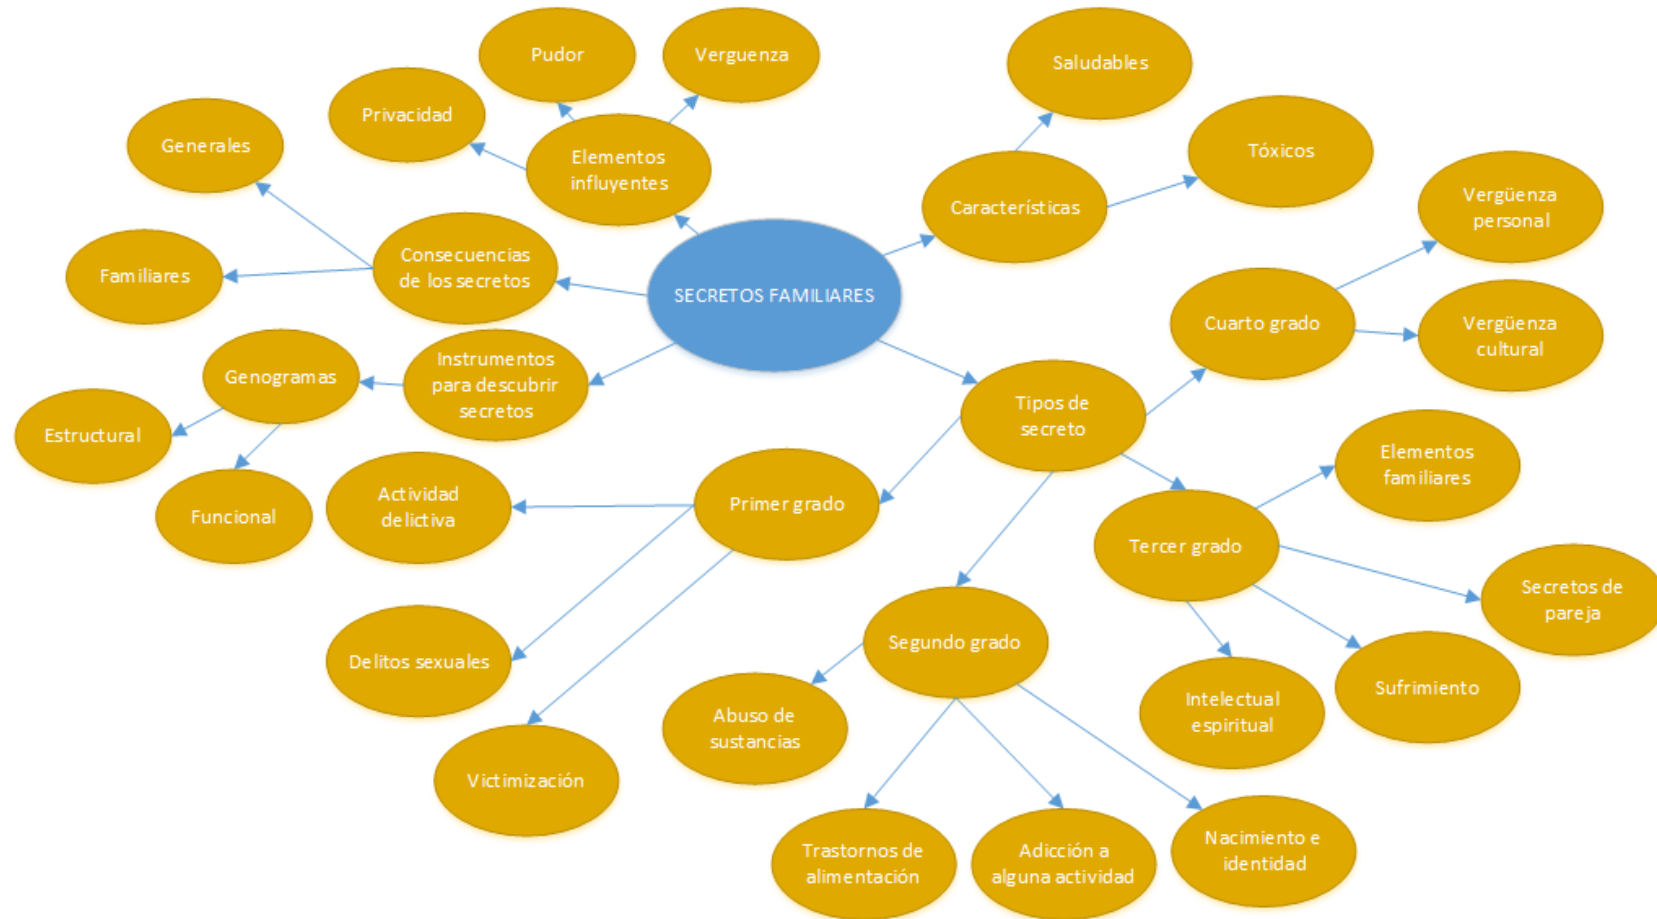 Pudor
Verguenza
Saludables
Privacidad
Generales
Elementos
influyentes
Tóxicos
Características
Vergüenza
personal
Familiares
Consecuencias
de los secretos
SECRETOS FAMILIARES
Cuarto grado
Vergüenza
cultural
Genogramas
Instrumentos
para descubrir
secretos
Tipos de
secreto
Estructural
Elementos
familiares
Actividad
delictiva
Primer grado
Funcional
Tercer grado
Secretos de
pareja
Segundo grado
Delitos sexuales
Sufrimiento
Intelectual
espiritual
Abuso de
sustancias
Victimización
Trastornos de
alimentación
Adicción a
alguna actividad
Nacimiento e
identidad